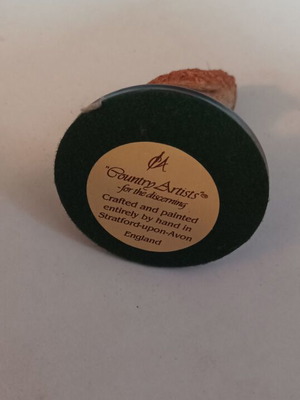 CA
"Country Artists"
-for the discerning
Crafted and painted
entirely by hand in
Stratford-upon-Avon
England